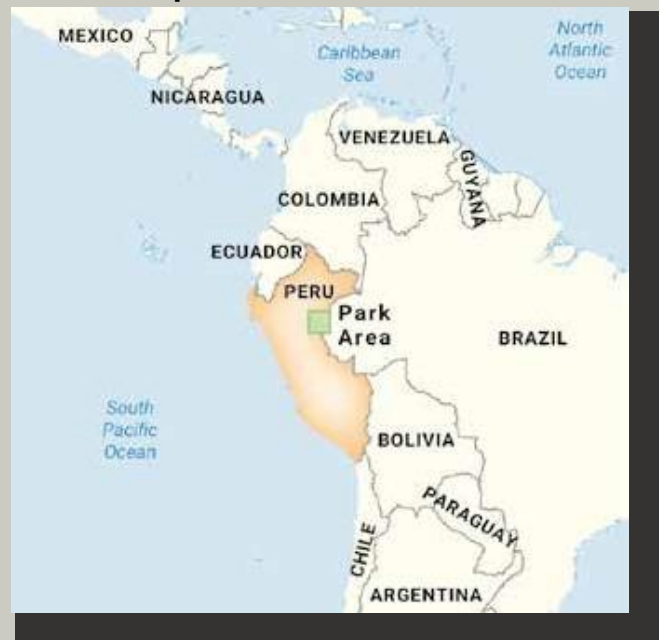 MEXICO
North
Atlantic
Ocean
Caribbean
Sea
NICARAGUA
VENEZUELA
GUYANA
COLOMBIA
ECUADOR
PERU
Park
Area
BRAZIL
South
Pacific
Ocean
BOLIVIA
PARAGUAY
CHILE
ARGENTINA